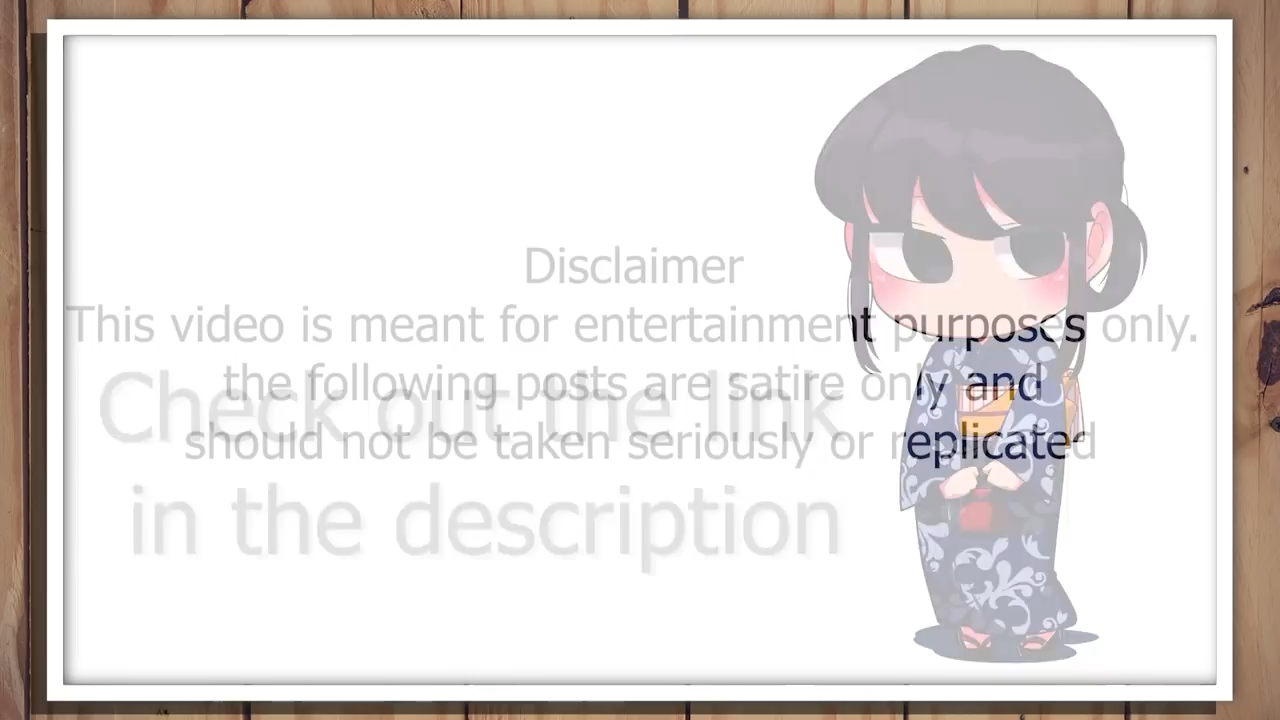 Disclaimer
This video is meant for entertainment purposes only.
the following posts are satire only and
should not be taken seriously or replicated
Check out the link
in the description